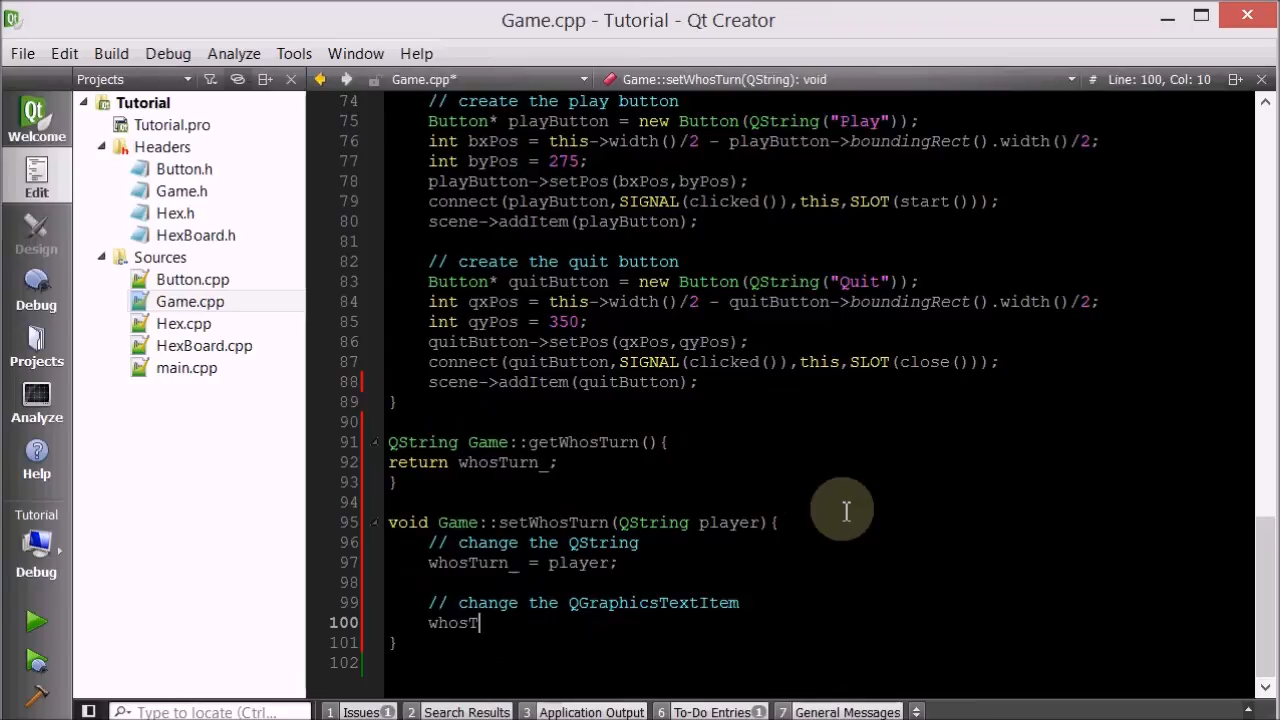 Game.cpp - Tutorial - Qt Creator
File Edit Build Debug Analyze Tools Window Help
Projects Game.cpp* Game::setWhosTurn(QString): void # Line: 100, Col: 10
Welcome
Edit
Design
Debug
Projects
Analyze
Help
Tutorial
Debug
Tutorial
Tutorial.pro
Headers
Button.h
Game.h
Hex.h
HexBoard.h
Sources
Button.cpp
Game.cpp
Hex.cpp
HexBoard.cpp
main.cpp
74 // create the play button
75 Button* playButton = new Button(QString("Play"));
76 int bxPos = this->width()/2 - playButton->boundingRect().width()/2;
77 int byPos = 275;
78 playButton->setPos(bxPos,byPos);
79 connect(playButton,SIGNAL(clicked()),this,SLOT(start()));
80 scene->addItem(playButton);
81
82 // create the quit button
83 Button* quitButton = new Button(QString("Quit"));
84 int qxPos = this->width()/2 - quitButton->boundingRect().width()/2;
85 int qyPos = 350;
86 quitButton->setPos(qxPos,qyPos);
87 connect(quitButton,SIGNAL(clicked()),this,SLOT(close()));
88 scene->addItem(quitButton);
89 }
90
91 QString Game::getWhosTurn(){
92 return whosTurn_;
93 }
94
95 void Game::setWhosTurn(QString player){
96 // change the QString
97 whosTurn_ = player;
98
99 // change the QGraphicsTextItem
100 whosT
101 }
102
Type to locate (Ctrl... 1 Issues 1 2 Search Results 3 Application Output 6 To-Do Entries 1 7 General Messages